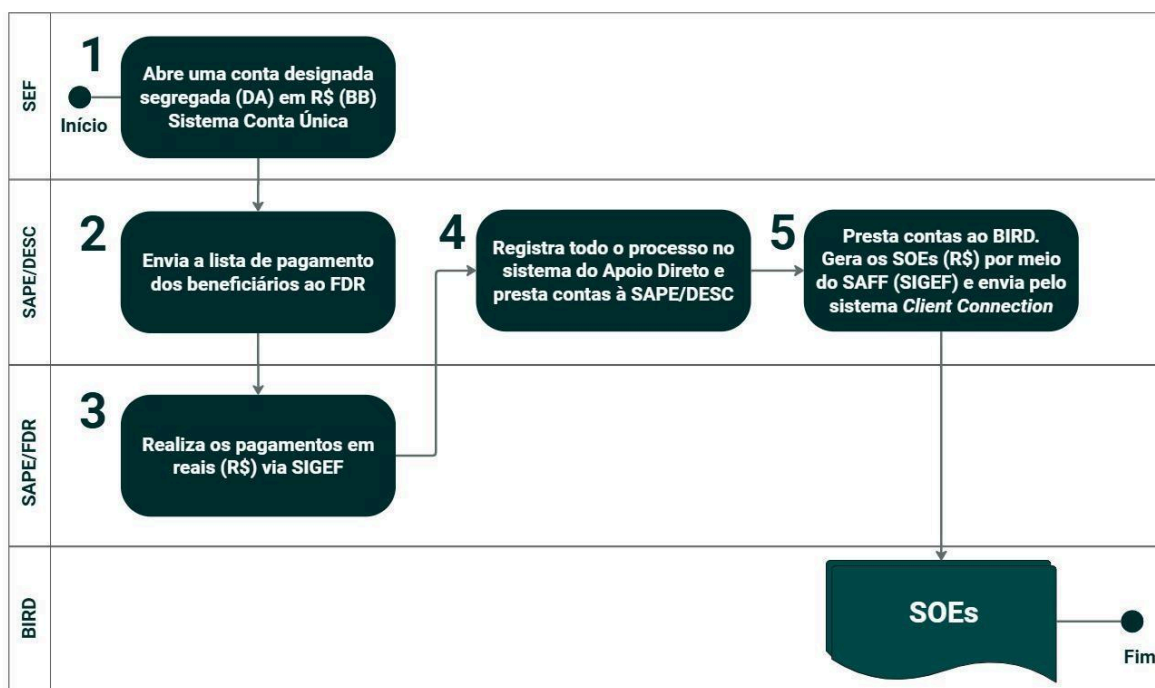 SEF
1
Início
Abre uma conta designada
segregada (DA) em R$ (BB)
Sistema Conta Única
SAPE/DESC
2
Envia a lista de pagamento
dos beneficiários ao FDR
4
Registra todo o processo no
sistema do Apoio Direto e
presta contas à SAPE/DESC
5
Presta contas ao BIRD.
Gera os SOEs (R$) por meio
do SAFF (SIGEF) e envia pelo
sistema Client Connection
SAPE/FDR
3
Realiza os pagamentos em
reais (R$) via SIGEF
BIRD
SOEs
Fim